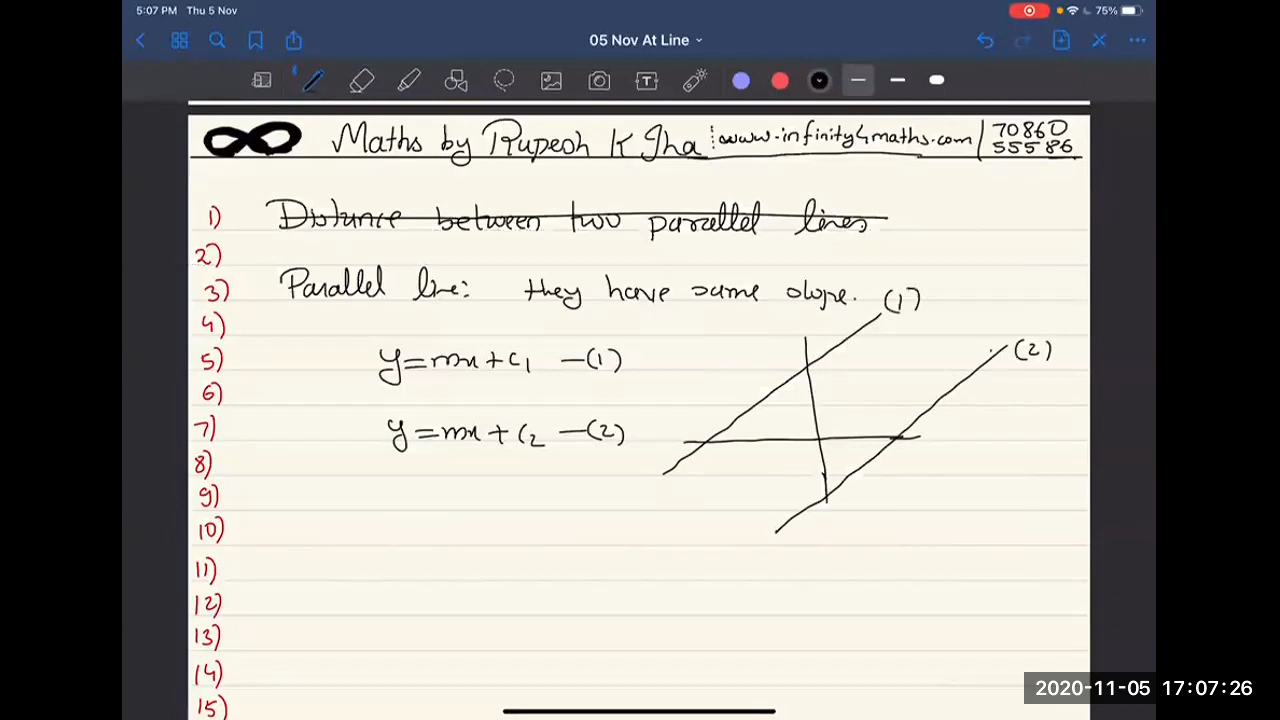 5:07 PM Thu 5 Nov
75%
05 Nov At Line
Maths by Rupesh K Jha www.infinity4maths.com / 70860 55586
1) Distance between two parallel lines
2)
3) Parallel line: they have same slope.
(1)
4)
5) y=mx+c1 —(1)
(2)
6)
7) y=mx+c2 —(2)
8)
9)
10)
11)
12)
13)
14)
15)
2020-11-05 17:07:26